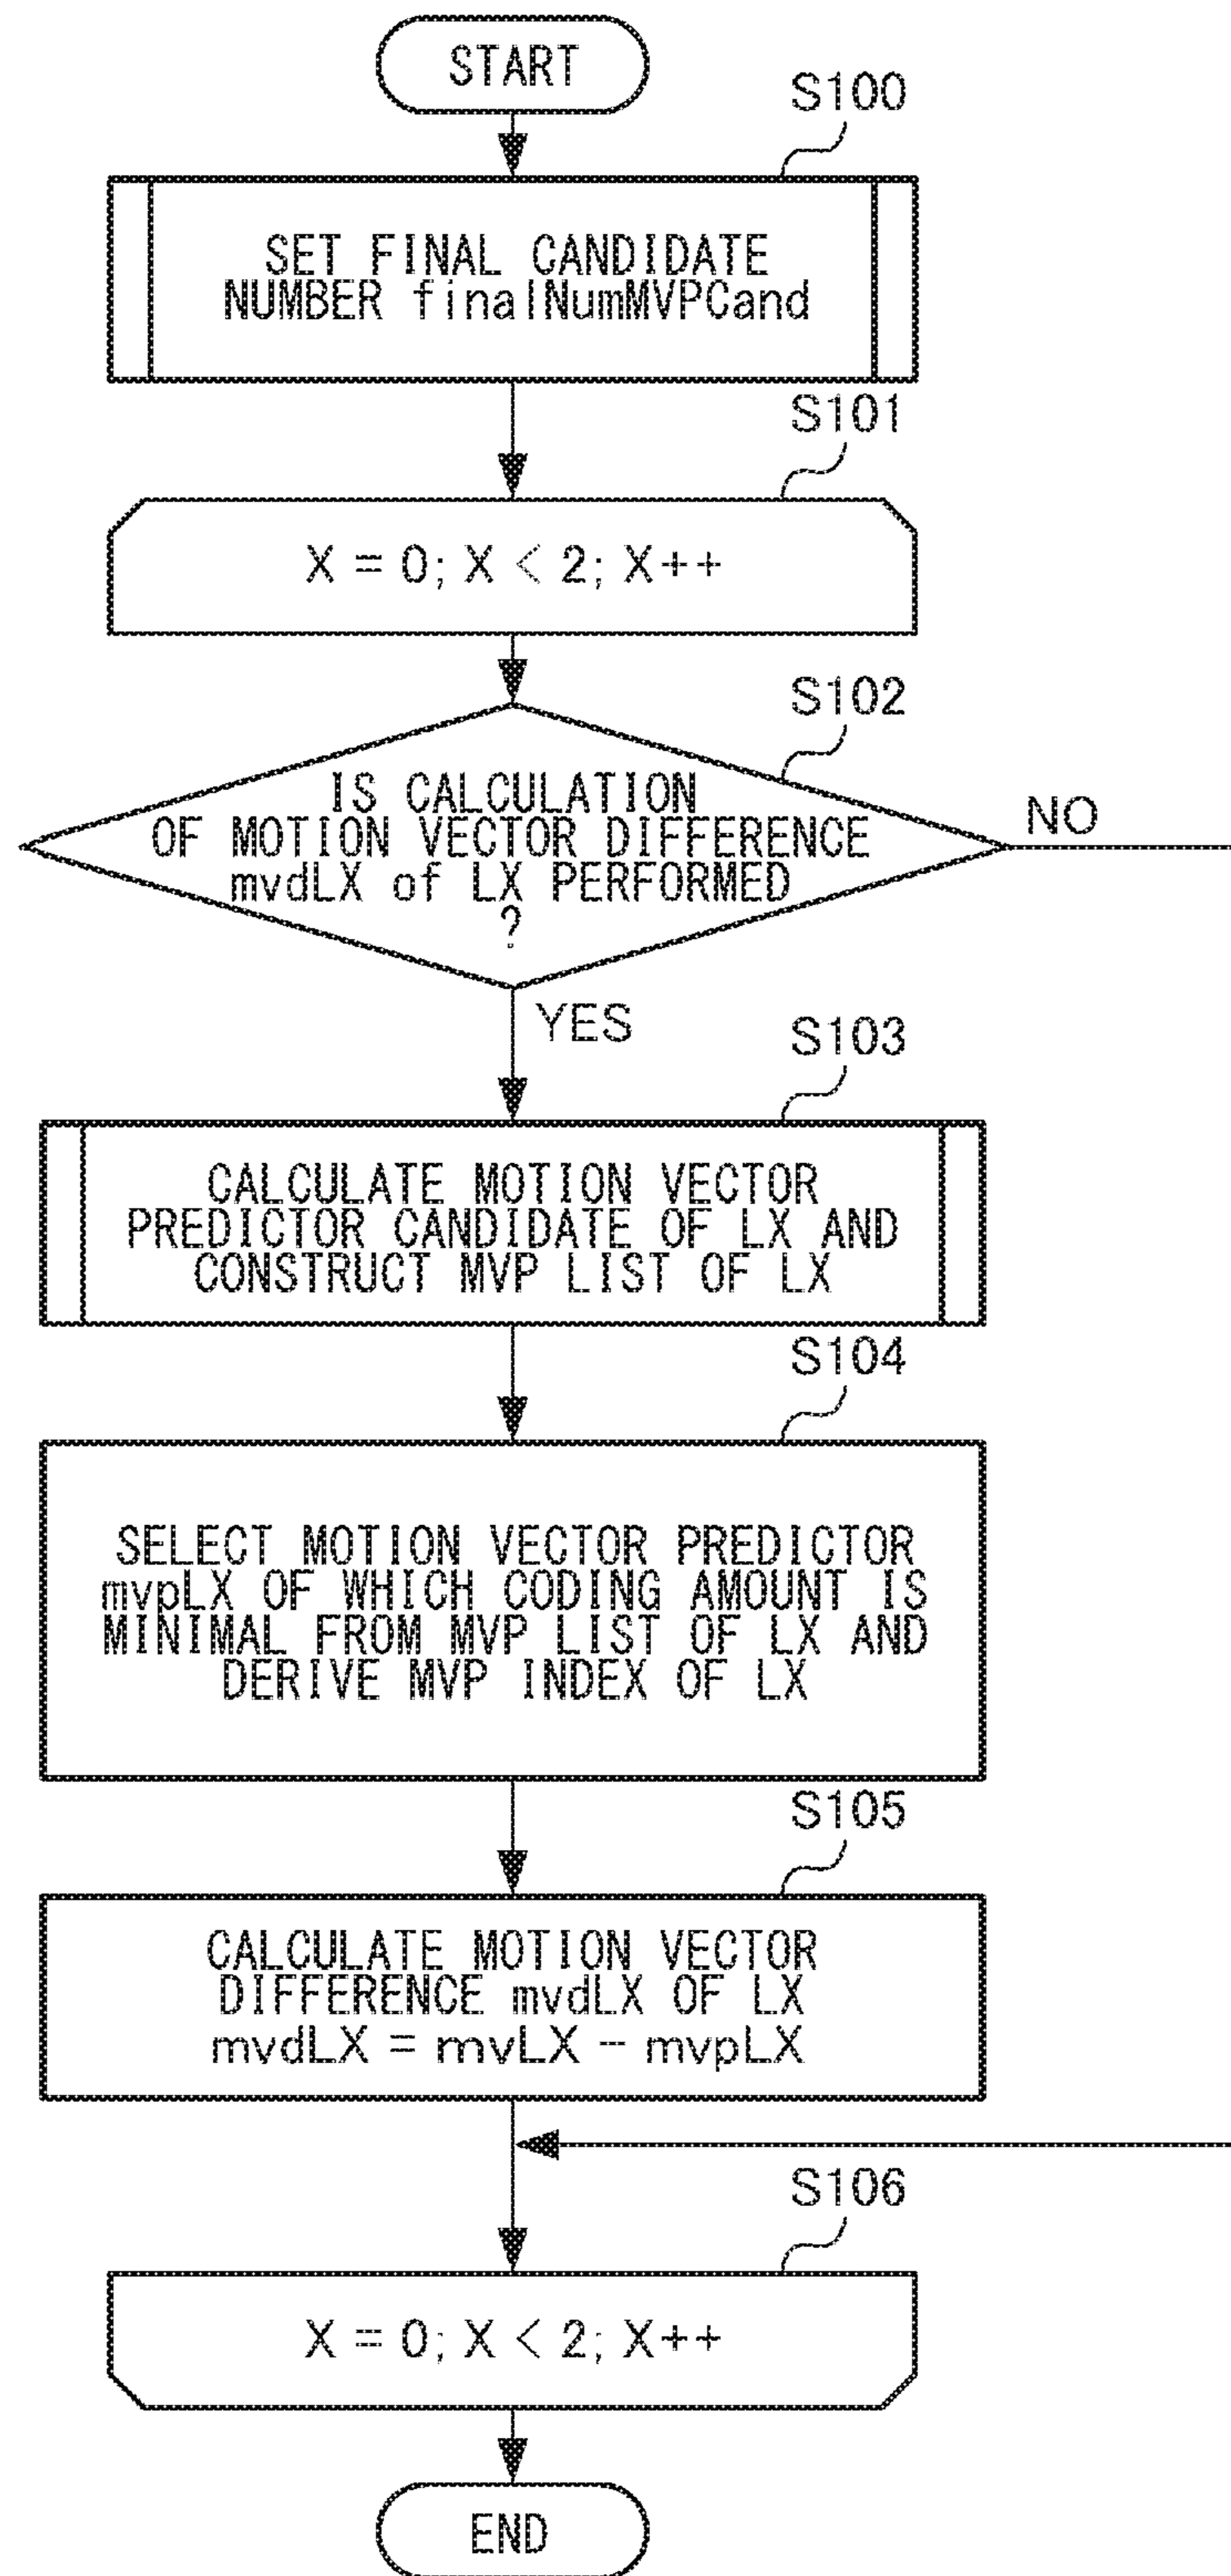 START
S100
SET FINAL CANDIDATE
NUMBER finalNumMVPCand
S101
X = 0; X < 2; X++
S102
IS CALCULATION
OF MOTION VECTOR DIFFERENCE
mvdLX of LX PERFORMED
?
NO
YES
S103
CALCULATE MOTION VECTOR
PREDICTOR CANDIDATE OF LX AND
CONSTRUCT MVP LIST OF LX
S104
SELECT MOTION VECTOR PREDICTOR
mvpLX OF WHICH CODING AMOUNT IS
MINIMAL FROM MVP LIST OF LX AND
DERIVE MVP INDEX OF LX
S105
CALCULATE MOTION VECTOR
DIFFERENCE mvdLX OF LX
mvdLX = mvLX - mvpLX
S106
X = 0; X < 2; X++
END